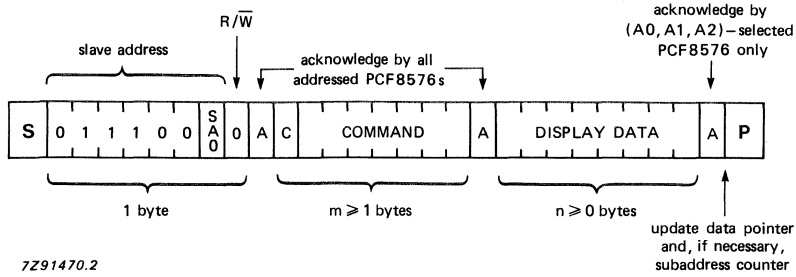 R/W̅
acknowledge by
(A0, A1, A2)–selected
PCF8576 only
slave address
acknowledge by all
addressed PCF8576s
S 0 1 1 1 0 0 SA0 0 A C COMMAND A DISPLAY DATA A P
1 byte
m ⩾ 1 bytes
n ⩾ 0 bytes
update data pointer
and, if necessary,
subaddress counter
7Z91470.2